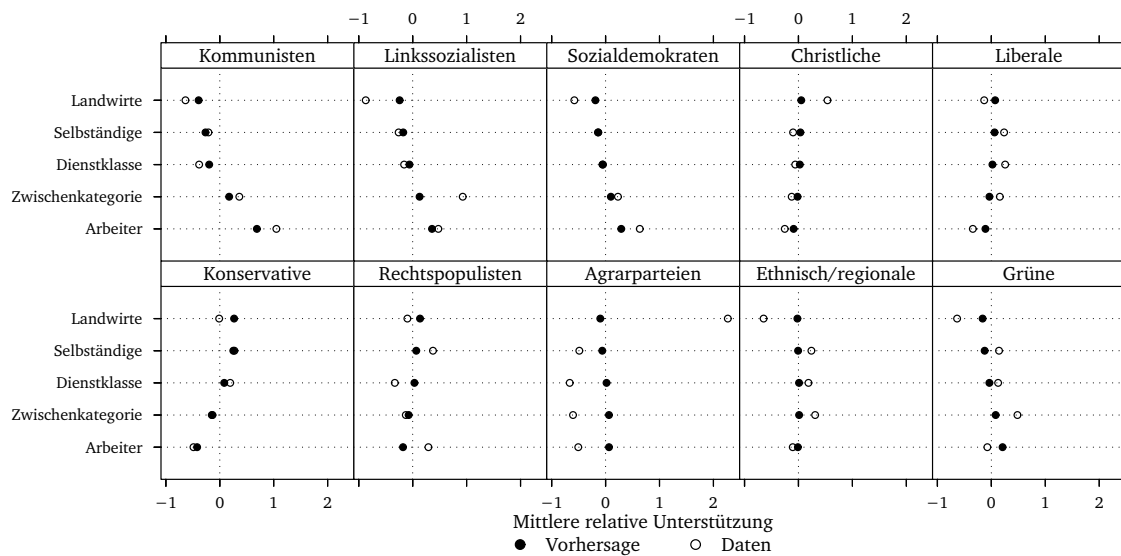 −1 0 1 2 −1 0 1 2
Kommunisten Linkssozialisten Sozialdemokraten Christliche Liberale
Landwirte
Selbständige
Dienstklasse
Zwischenkategorie
Arbeiter
Konservative Rechtspopulisten Agrarparteien Ethnisch/regionale Grüne
Landwirte
Selbständige
Dienstklasse
Zwischenkategorie
Arbeiter
−1 0 1 2 −1 0 1 2 −1 0 1 2
Mittlere relative Unterstützung
Vorhersage Daten